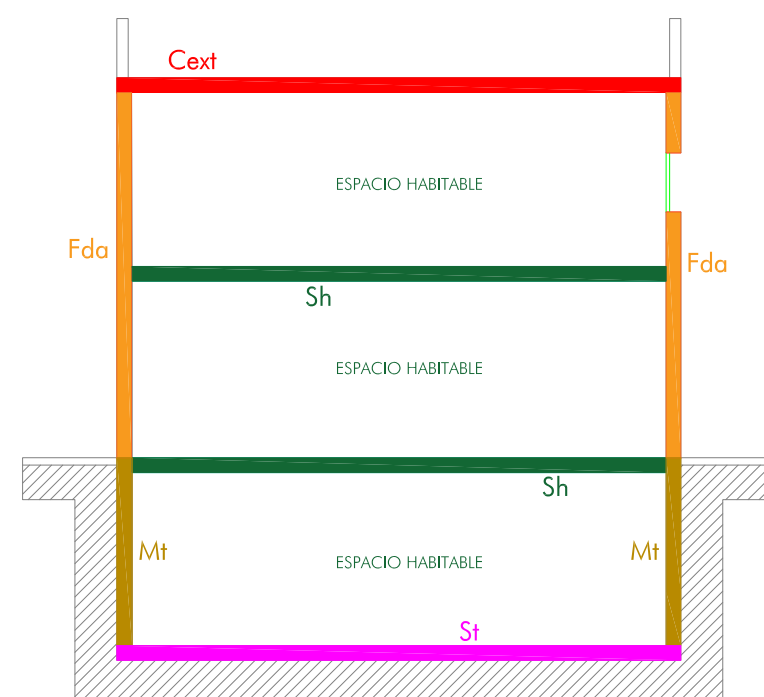 Cext
ESPACIO HABITABLE
Fda
Fda
Sh
ESPACIO HABITABLE
Sh
Mt
Mt
ESPACIO HABITABLE
St